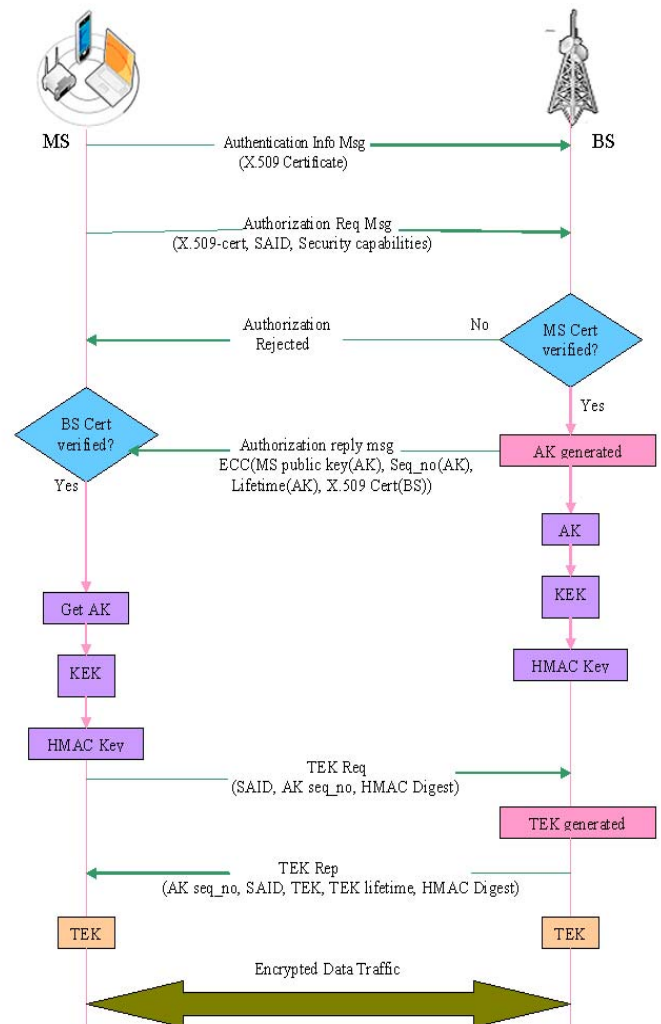 MS
BS
Authentication Info Msg
(X.509 Certificate)
Authorization Req Msg
(X.509-cert, SAID, Security capabilities)
Authorization
Rejected
No
MS Cert
verified?
Yes
BS Cert
verified?
Yes
Authorization reply msg
ECC(MS public key(AK), Seq_no(AK),
Lifetime(AK), X.509 Cert(BS))
AK generated
AK
KEK
HMAC Key
Get AK
KEK
HMAC Key
TEK Req
(SAID, AK seq_no, HMAC Digest)
TEK generated
TEK Rep
(AK seq_no, SAID, TEK, TEK lifetime, HMAC Digest)
TEK
TEK
Encrypted Data Traffic